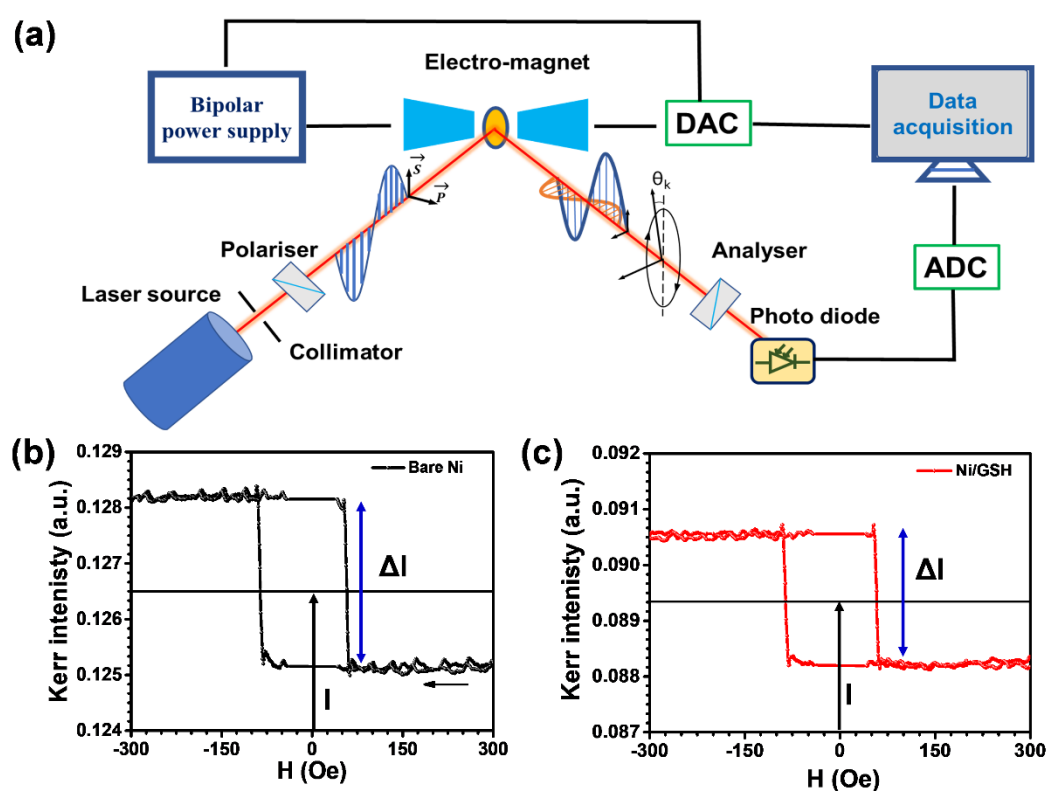 (a)
Electro-magnet
Bipolar
power supply
DAC
Data
acquisition
S
P
θk
Polariser
Analyser
ADC
Laser source
Photo diode
Collimator
(b)
0.129
0.128
0.127
0.126
0.125
0.124
Kerr intenisty (a.u.)
Bare Ni
ΔI
I
-300
-150
0
150
300
H (Oe)
(c)
0.092
0.091
0.090
0.089
0.088
0.087
Kerr intenisty (a.u.)
Ni/GSH
ΔI
I
-300
-150
0
150
300
H (Oe)